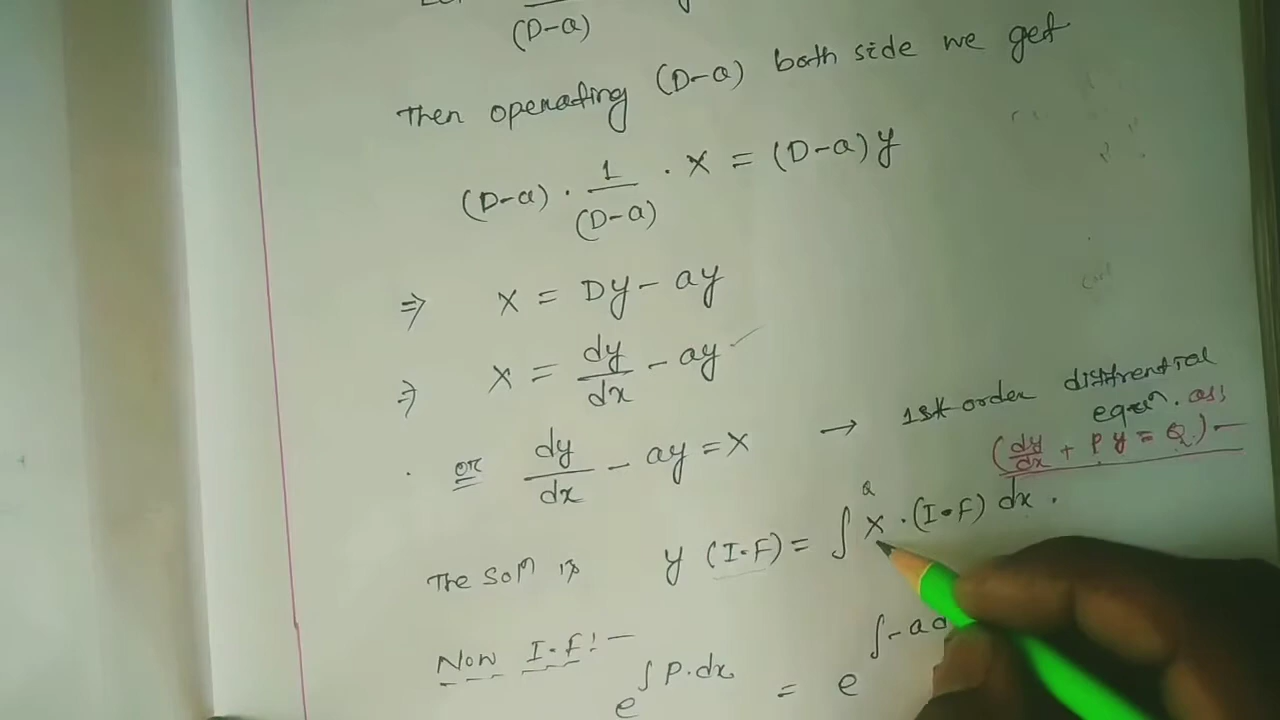 (D-a)
Then operating (D-a) both side we get
(D-a) · 1/(D-a) · X = (D-a)y
⇒ X = Dy - ay
⇒ X = dy/dx - ay
or dy/dx - ay = X → 1st order diffrential
eqn. as,
(dy/dx + Py = Q) —
Q
The Soln is y (I·F) = ∫ X · (I·F) dx .
Now I.F! —
e^∫P.dx = e^∫-a